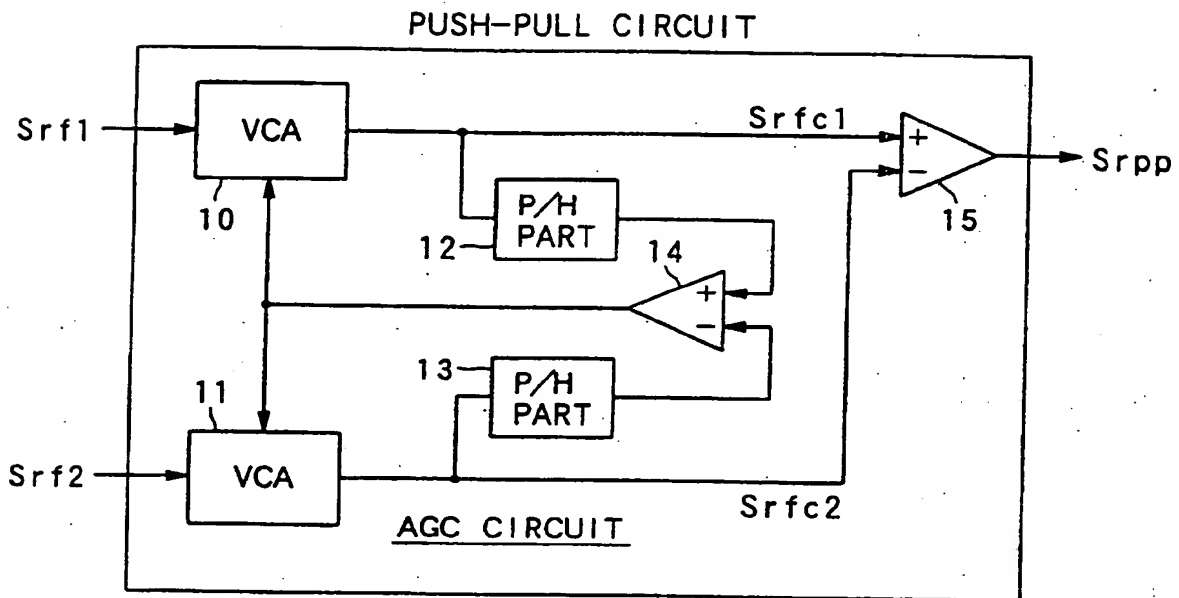 PUSH-PULL CIRCUIT
Srf1
VCA
10
Srfc1
+
-
15
Srpp
P/H
PART
12
14
+
-
13
P/H
PART
11
Srf2
VCA
Srfc2
AGC CIRCUIT